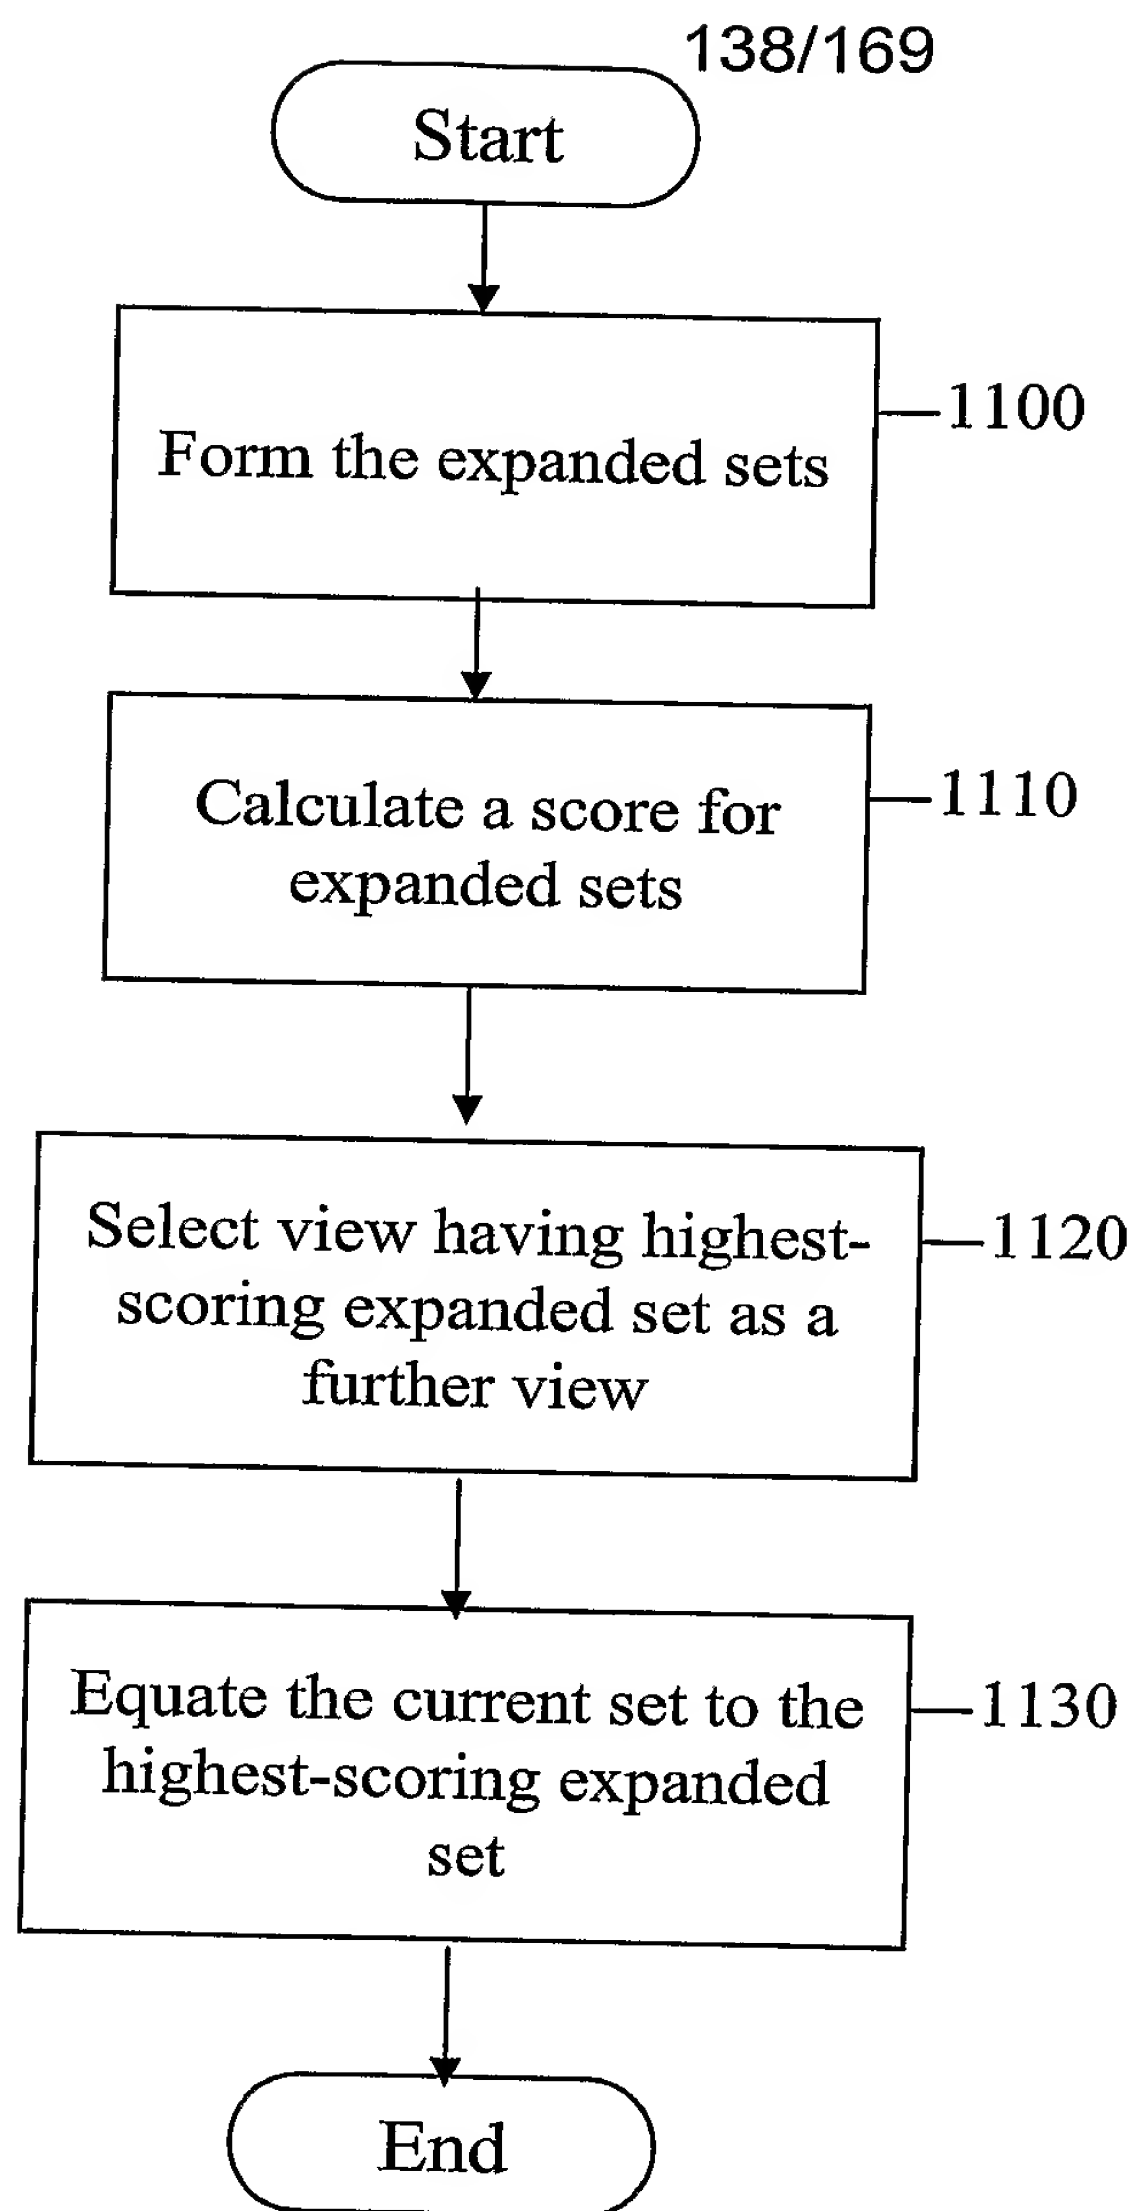 138/169
Start
Form the expanded sets
1100
Calculate a score for
expanded sets
1110
Select view having highest-
scoring expanded set as a
further view
1120
Equate the current set to the
highest-scoring expanded
set
1130
End